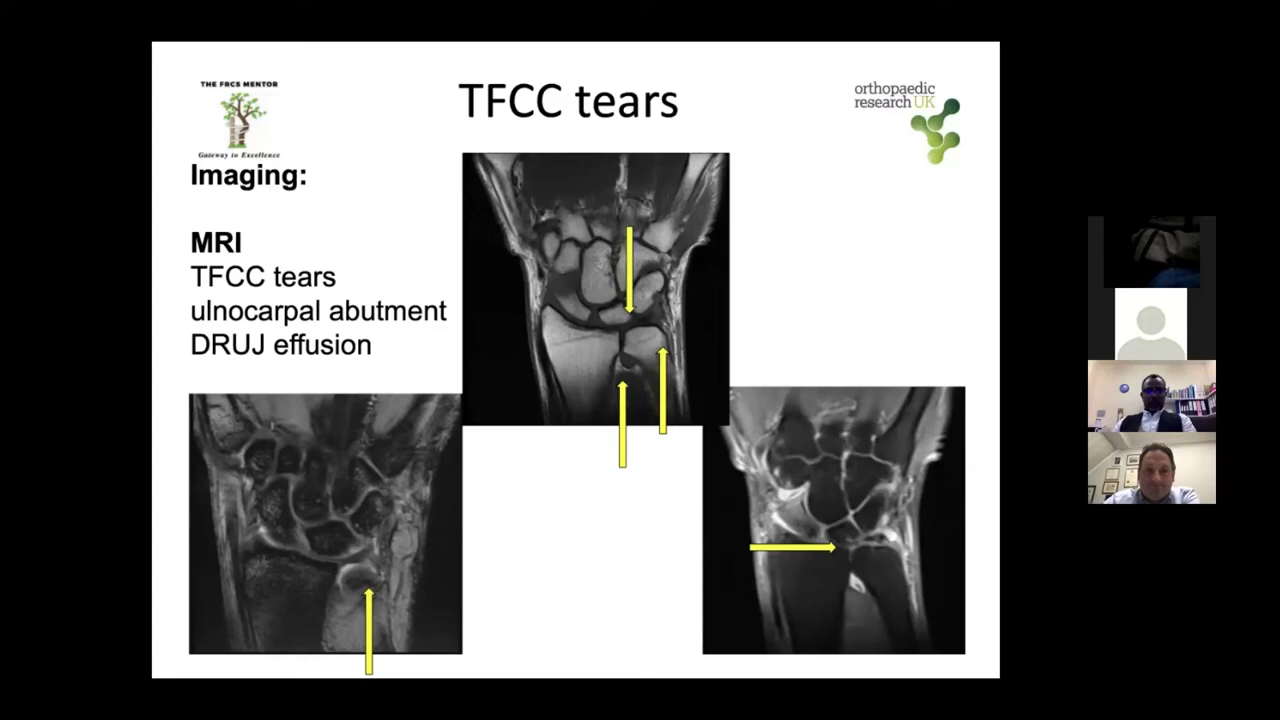 THE FRCS MENTOR
Gateway to Excellence
TFCC tears
orthopaedic
research UK
Imaging:
MRI
TFCC tears
ulnocarpal abutment
DRUJ effusion